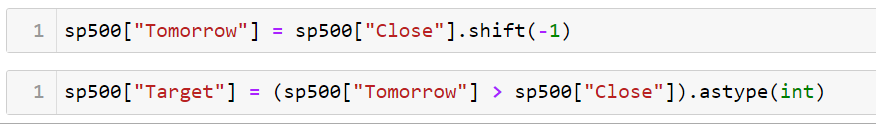 1 sp500["Tomorrow"] = sp500["Close"].shift(-1)
1 sp500["Target"] = (sp500["Tomorrow"] > sp500["Close"]).astype(int)